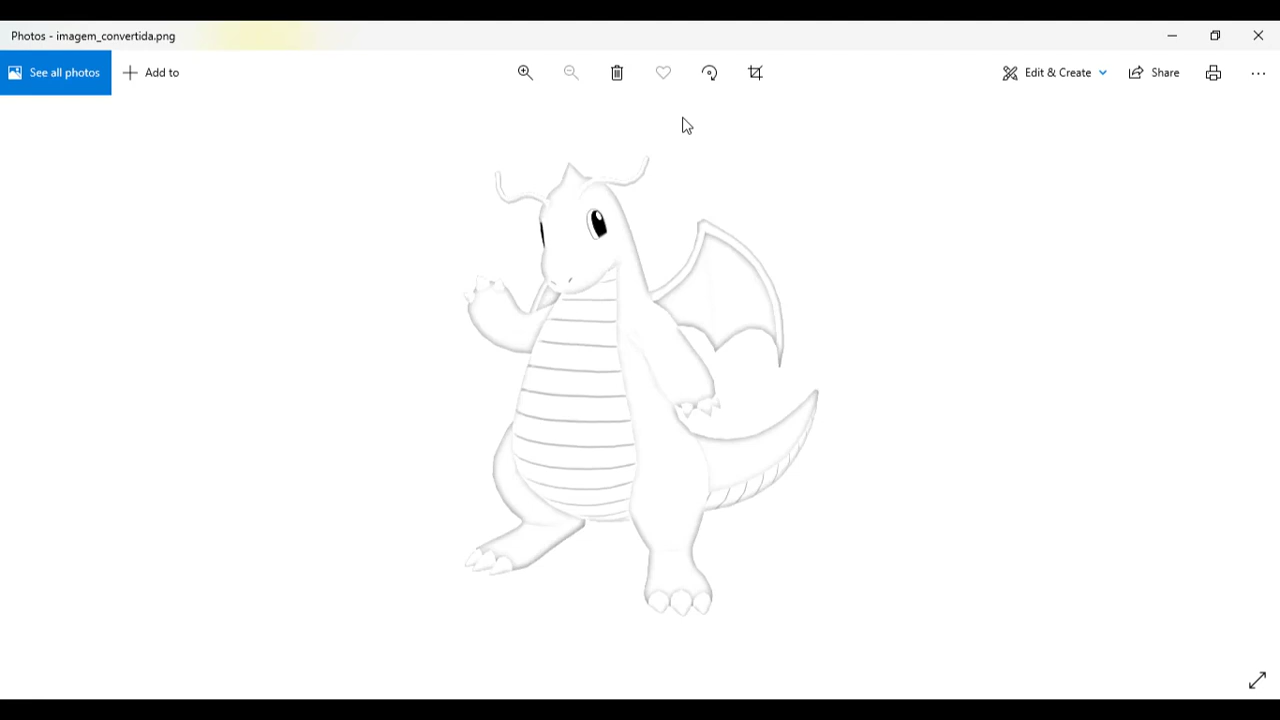 Photos - imagem_convertida.png
See all photos
Add to
Edit & Create
Share